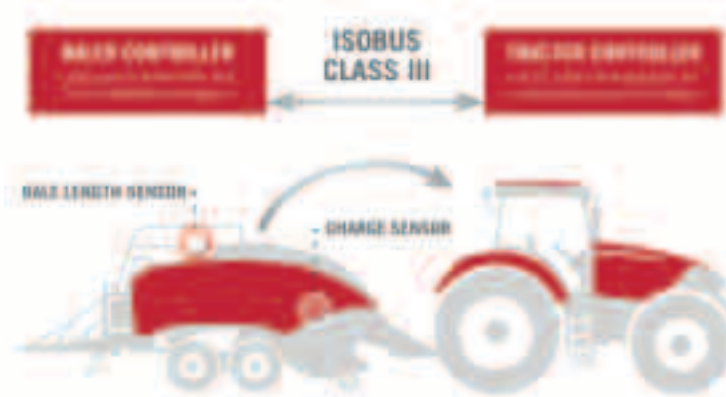 BALER CONTROLLER
ISOBUS
CLASS III
TRACTOR CONTROLLER
BALE LENGTH SENSOR
CHARGE SENSOR